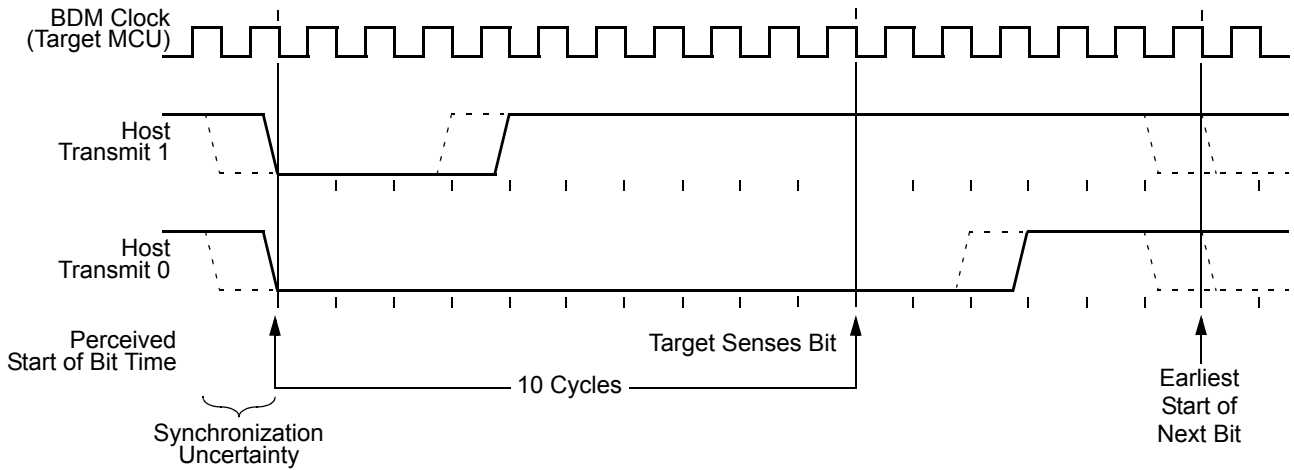 BDM Clock
(Target MCU)
Host
Transmit 1
Host
Transmit 0
Perceived
Start of Bit Time
Target Senses Bit
10 Cycles
Earliest
Start of
Next Bit
Synchronization
Uncertainty